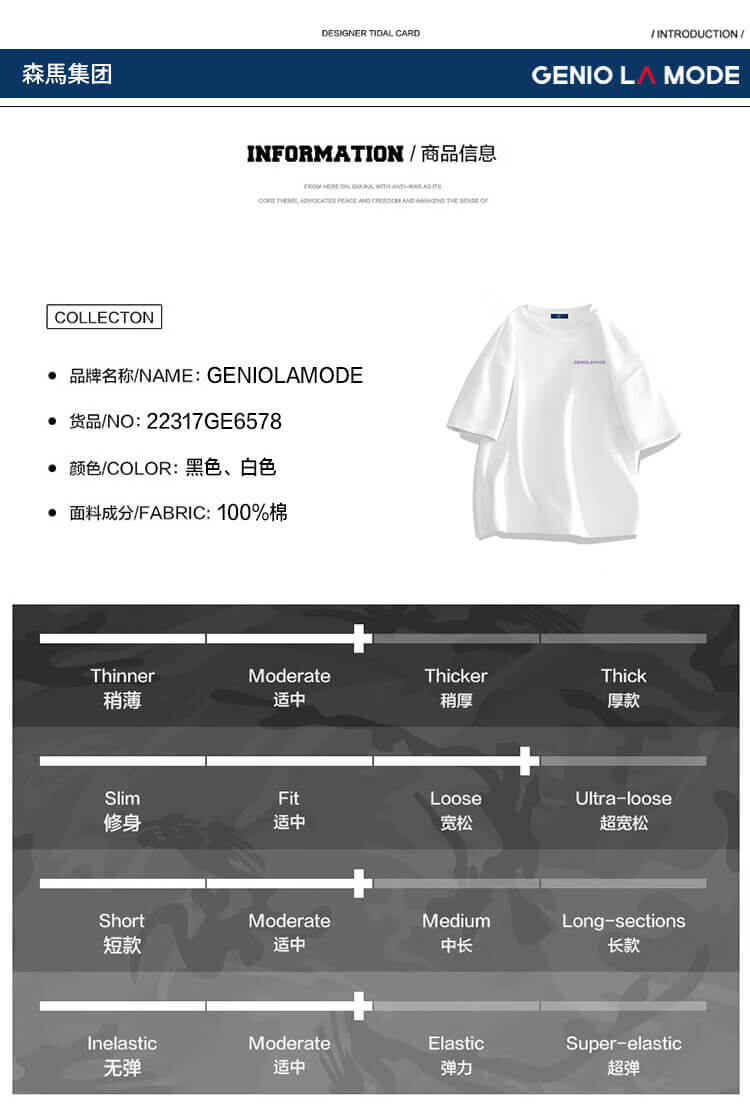 DESIGNER TIDAL CARD
/ INTRODUCTION /
森馬集团
GENIO LA MODE
INFORMATION / 商品信息
FROM HERE ON, GUUKA, WITH ANTI-WAR AS ITS
CORE THEME, ADVOCATES PEACE AND FREEDOM AND AWAKENS THE SENSE OF
COLLECTON
品牌名称/NAME: GENIOLAMODE
货品/NO: 22317GE6578
颜色/COLOR: 黑色、白色
面料成分/FABRIC: 100%棉
GENIOLAMODE
Thinner Moderate Thicker Thick
稍薄 适中 稍厚 厚款
Slim Fit Loose Ultra-loose
修身 适中 宽松 超宽松
Short Moderate Medium Long-sections
短款 适中 中长 长款
Inelastic Moderate Elastic Super-elastic
无弹 适中 弹力 超弹